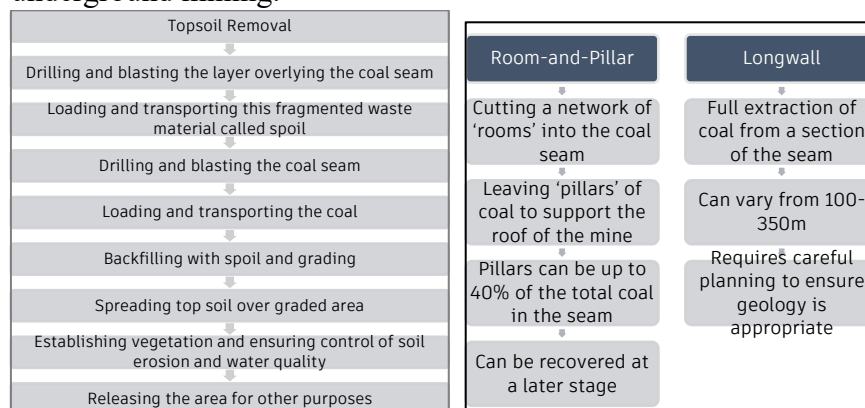 underground mining.
Topsoil Removal
Drilling and blasting the layer overlying the coal seam
Loading and transporting this fragmented waste
material called spoil
Drilling and blasting the coal seam
Loading and transporting the coal
Backfilling with spoil and grading
Spreading top soil over graded area
Establishing vegetation and ensuring control of soil
erosion and water quality
Releasing the area for other purposes
Room-and-Pillar
Cutting a network of
‘rooms’ into the coal
seam
Leaving ‘pillars’ of
coal to support the
roof of the mine
Pillars can be up to
40% of the total coal
in the seam
Can be recovered at
a later stage
Longwall
Full extraction of
coal from a section
of the seam
Can vary from 100-
350m
Requires careful
planning to ensure
geology is
appropriate